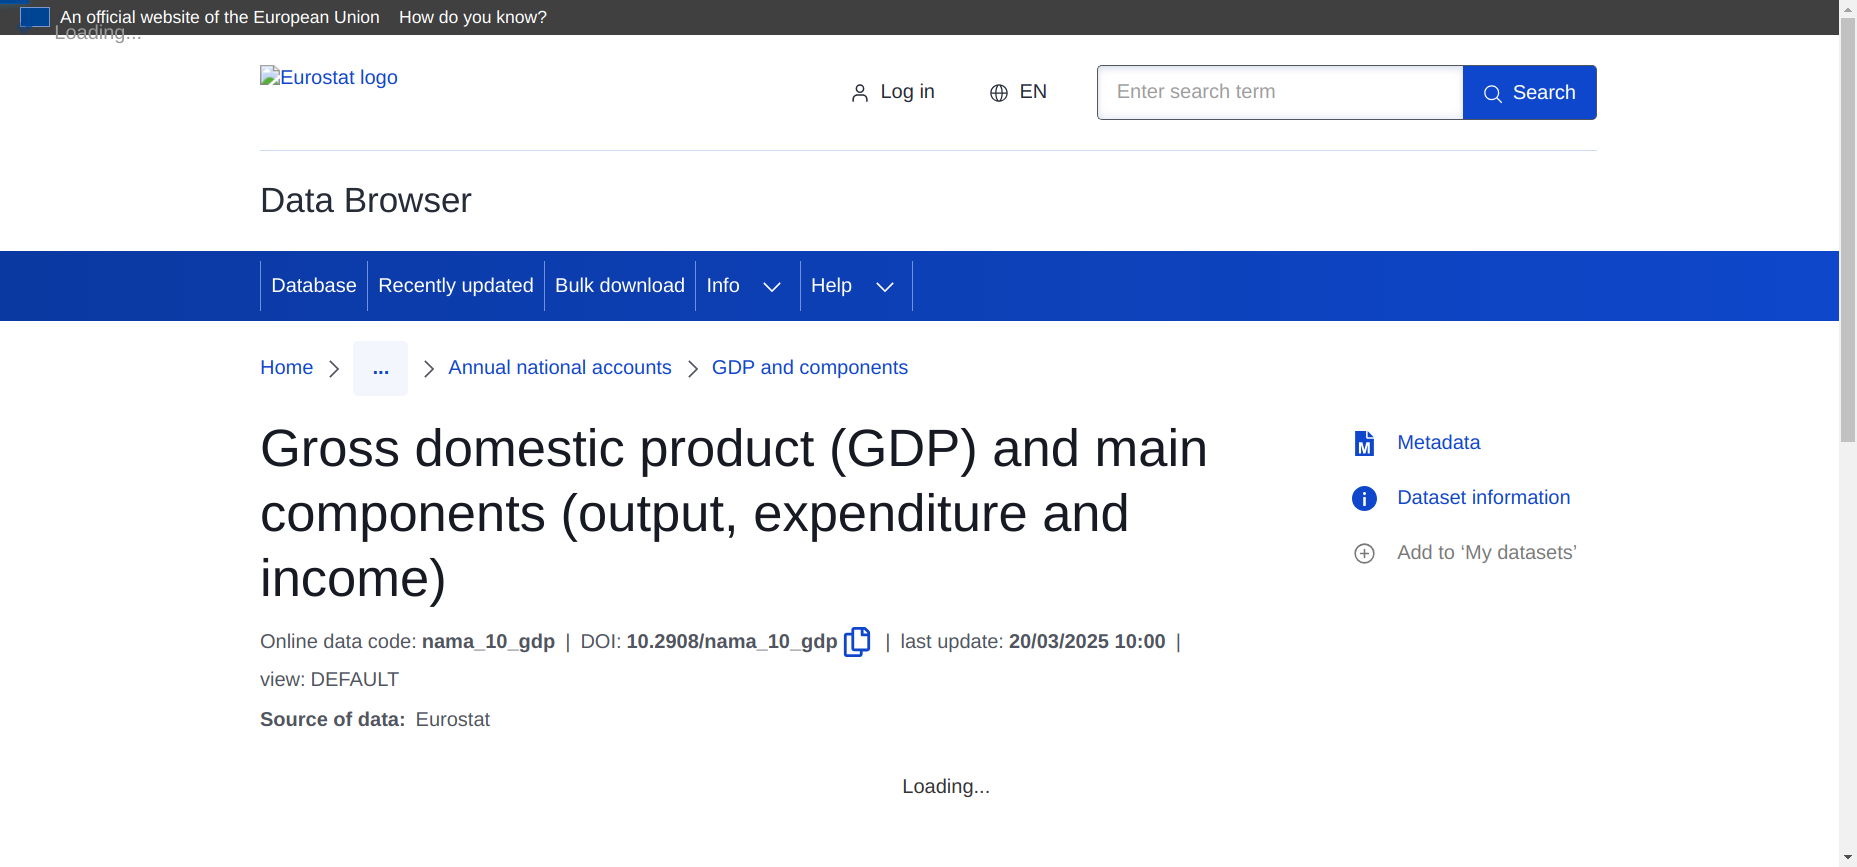 An official website of the European Union How do you know?
Loading...
Eurostat logo
Log in
EN
Enter search term
Search
Data Browser
Database
Recently updated
Bulk download
Info
Help
Home
...
Annual national accounts
GDP and components
Gross domestic product (GDP) and main
components (output, expenditure and
income)
Metadata
Dataset information
Add to ‘My datasets’
Online data code: nama_10_gdp | DOI: 10.2908/nama_10_gdp | last update: 20/03/2025 10:00 |
view: DEFAULT
Source of data: Eurostat
Loading...